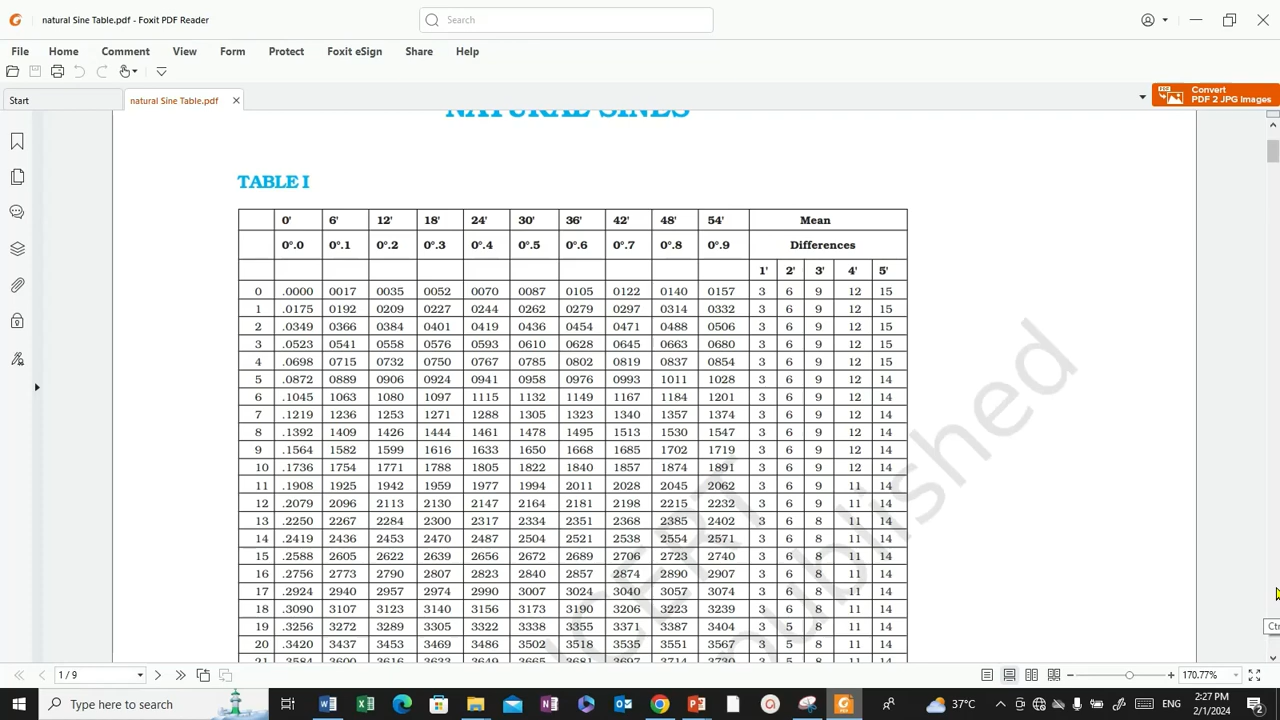 natural Sine Table.pdf - Foxit PDF Reader
Search
File Home Comment View Form Protect Foxit eSign Share Help
Start natural Sine Table.pdf
Convert
PDF 2 JPG Images
NATURAL SINES
TABLE I
0' 6' 12' 18' 24' 30' 36' 42' 48' 54' Mean
0°.0 0°.1 0°.2 0°.3 0°.4 0°.5 0°.6 0°.7 0°.8 0°.9 Differences
1' 2' 3' 4' 5'
0 .0000 0017 0035 0052 0070 0087 0105 0122 0140 0157 3 6 9 12 15
1 .0175 0192 0209 0227 0244 0262 0279 0297 0314 0332 3 6 9 12 15
2 .0349 0366 0384 0401 0419 0436 0454 0471 0488 0506 3 6 9 12 15
3 .0523 0541 0558 0576 0593 0610 0628 0645 0663 0680 3 6 9 12 15
4 .0698 0715 0732 0750 0767 0785 0802 0819 0837 0854 3 6 9 12 15
5 .0872 0889 0906 0924 0941 0958 0976 0993 1011 1028 3 6 9 12 14
6 .1045 1063 1080 1097 1115 1132 1149 1167 1184 1201 3 6 9 12 14
7 .1219 1236 1253 1271 1288 1305 1323 1340 1357 1374 3 6 9 12 14
8 .1392 1409 1426 1444 1461 1478 1495 1513 1530 1547 3 6 9 12 14
9 .1564 1582 1599 1616 1633 1650 1668 1685 1702 1719 3 6 9 12 14
10 .1736 1754 1771 1788 1805 1822 1840 1857 1874 1891 3 6 9 12 14
11 .1908 1925 1942 1959 1977 1994 2011 2028 2045 2062 3 6 9 11 14
12 .2079 2096 2113 2130 2147 2164 2181 2198 2215 2232 3 6 9 11 14
13 .2250 2267 2284 2300 2317 2334 2351 2368 2385 2402 3 6 8 11 14
14 .2419 2436 2453 2470 2487 2504 2521 2538 2554 2571 3 6 8 11 14
15 .2588 2605 2622 2639 2656 2672 2689 2706 2723 2740 3 6 8 11 14
16 .2756 2773 2790 2807 2823 2840 2857 2874 2890 2907 3 6 8 11 14
17 .2924 2940 2957 2974 2990 3007 3024 3040 3057 3074 3 6 8 11 14
18 .3090 3107 3123 3140 3156 3173 3190 3206 3223 3239 3 6 8 11 14
19 .3256 3272 3289 3305 3322 3338 3355 3371 3387 3404 3 5 8 11 14
20 .3420 3437 3453 3469 3486 3502 3518 3535 3551 3567 3 5 8 11 14
21 .3584 3600 3616 3633 3649 3665 3681 3697 3714 3730 3 5 8 11 14
published
Ctr
1 / 9
170.77%
Type here to search
37°C
ENG
2:27 PM
2/1/2024
2